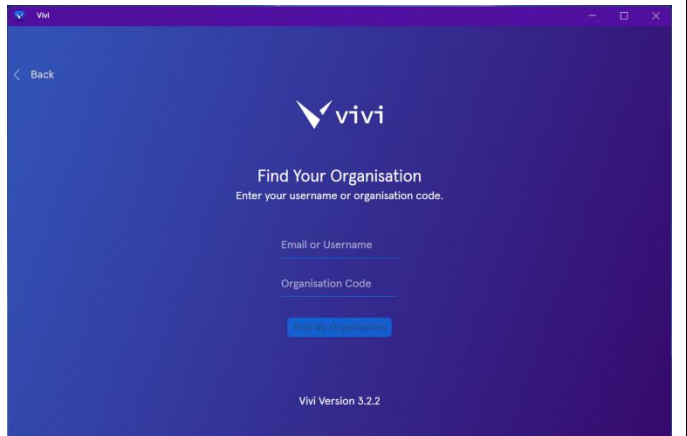 Vivi
Back
vivi
Find Your Organisation
Enter your username or organisation code.
Email or Username
Organisation Code
Find My Organisation
Vivi Version 3.2.2